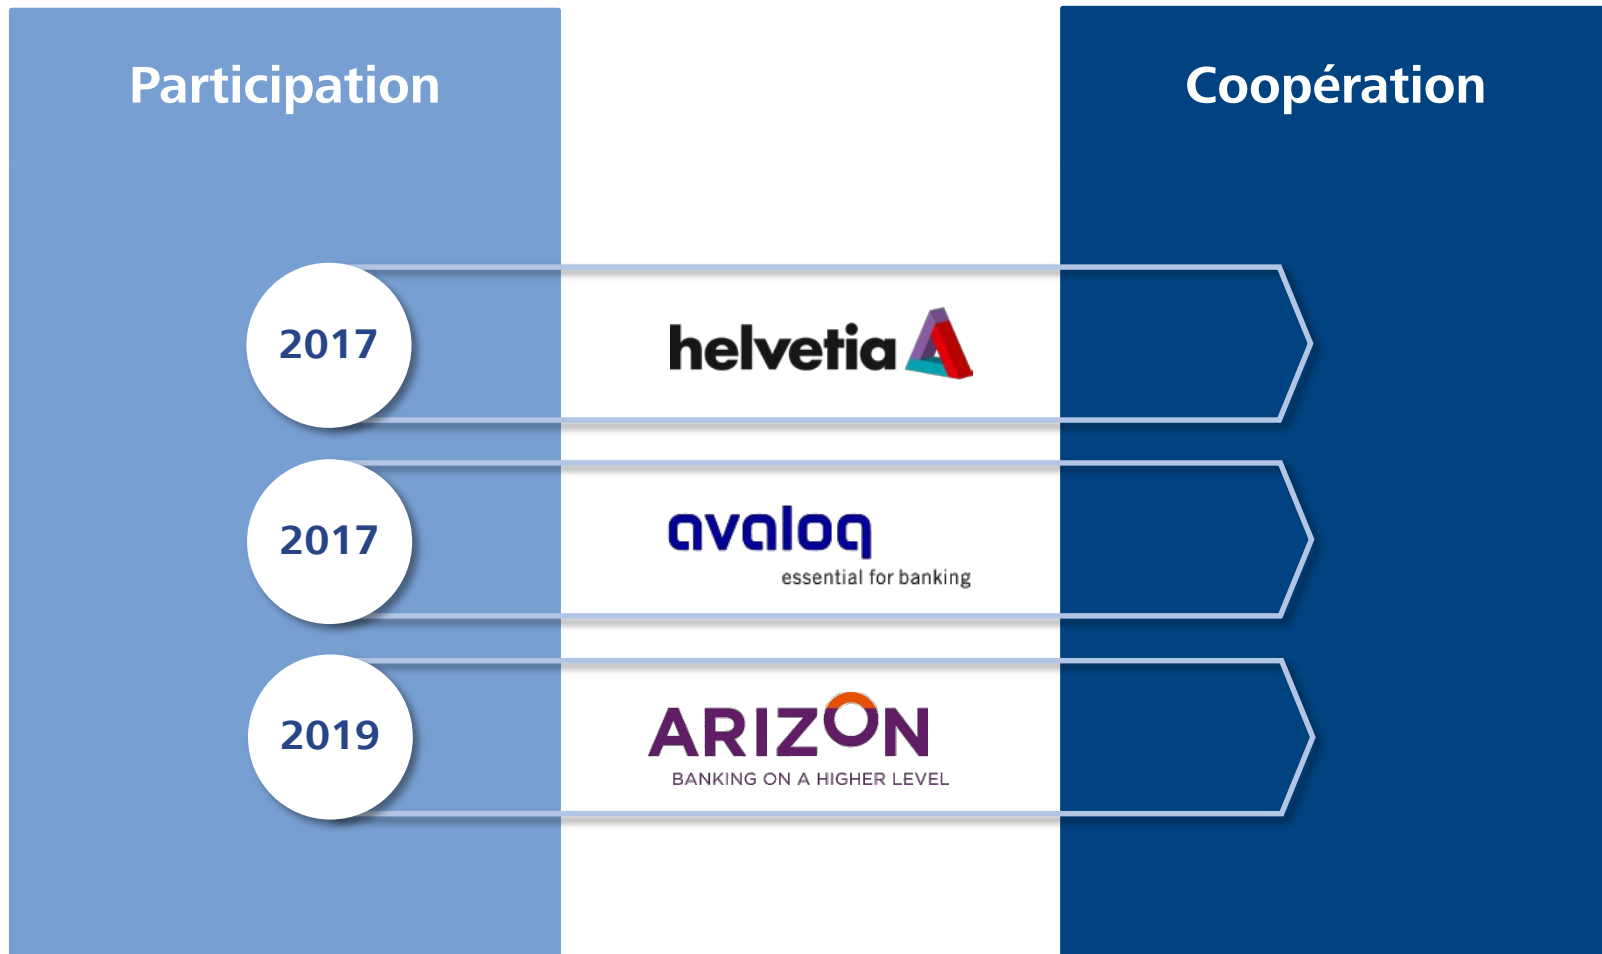 Participation
Coopération
2017
helvetia
2017
avaloq
essential for banking
2019
ARIZON
BANKING ON A HIGHER LEVEL